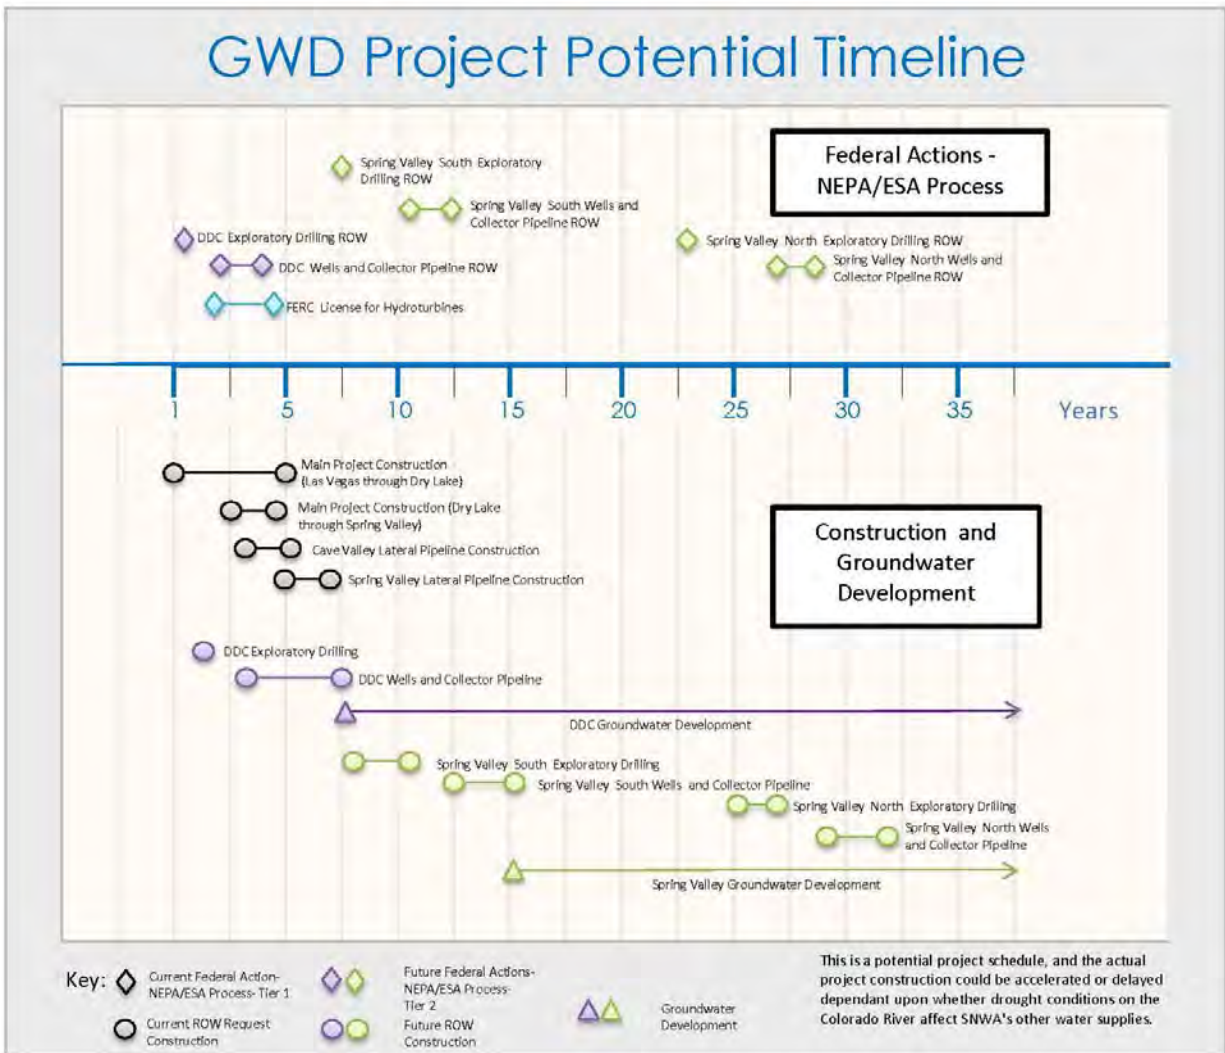 GWD Project Potential Timeline
Federal Actions -
NEPA/ESA Process
Spring Valley South Exploratory
Drilling ROW
Spring Valley South Wells and
Collector Pipeline ROW
DDC Exploratory Drilling ROW
DDC Wells and Collector Pipeline ROW
FERC License for Hydroturbines
Spring Valley North Exploratory Drilling ROW
Spring Valley North Wells and
Collector Pipeline ROW
1 5 10 15 20 25 30 35 Years
Main Project Construction
(Las Vegas through Dry Lake)
Main Project Construction (Dry Lake
through Spring Valley)
Cave Valley Lateral Pipeline Construction
Spring Valley Lateral Pipeline Construction
Construction and
Groundwater
Development
DDC Exploratory Drilling
DDC Wells and Collector Pipeline
DDC Groundwater Development
Spring Valley South Exploratory Drilling
Spring Valley South Wells and Collector Pipeline
Spring Valley North Exploratory Drilling
Spring Valley North Wells
and Collector Pipeline
Spring Valley Groundwater Development
Key:
Current Federal Action-
NEPA/ESA Process- Tier 1
Current ROW Request
Construction
Future Federal Actions-
NEPA/ESA Process-
Tier 2
Future ROW
Construction
Groundwater
Development
This is a potential project schedule, and the actual
project construction could be accelerated or delayed
dependant upon whether drought conditions on the
Colorado River affect SNWA's other water supplies.